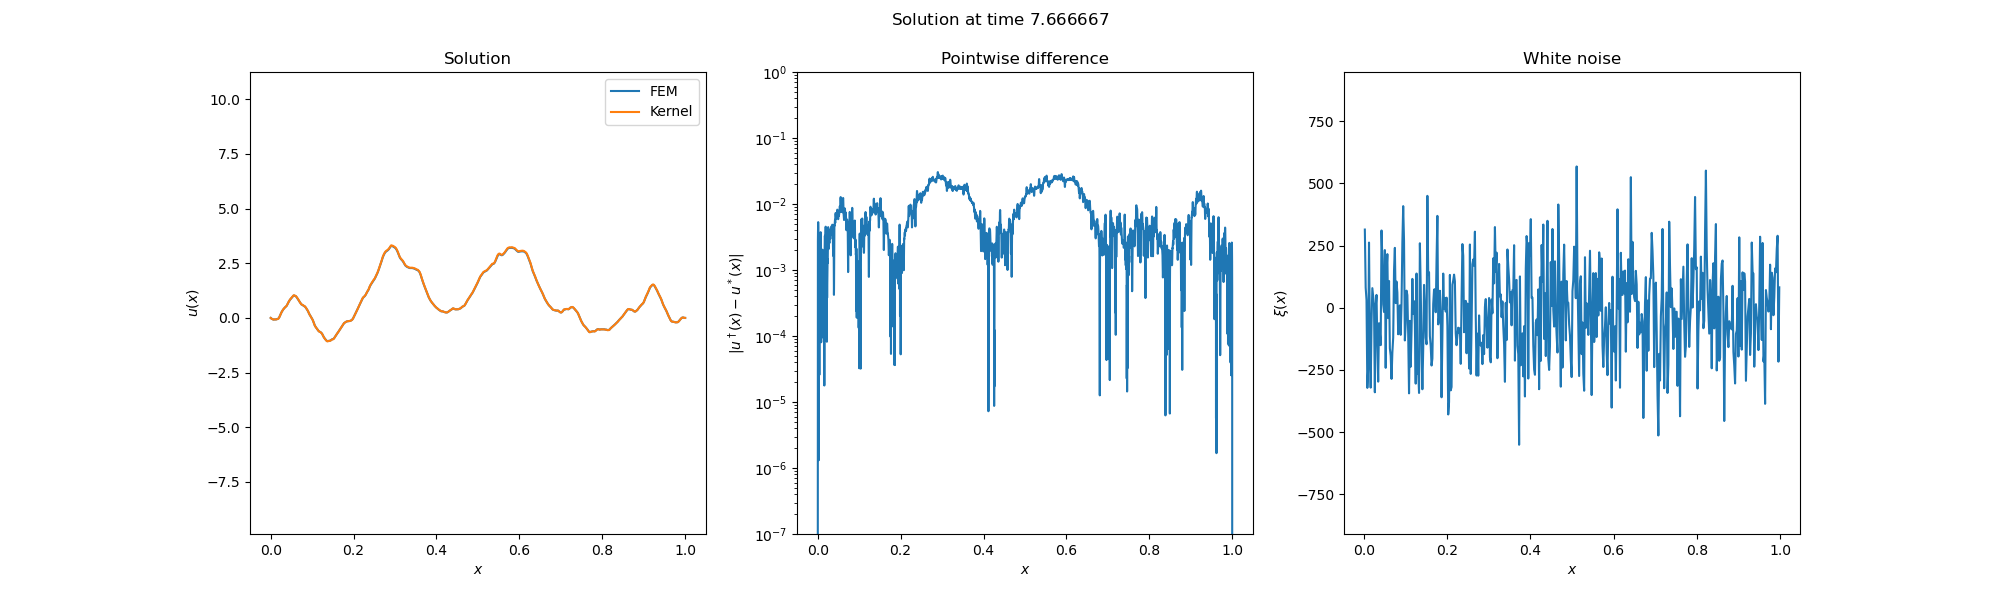 Solution at time 7.666667
Solution
10.0
7.5
5.0
2.5
0.0
−2.5
−5.0
−7.5
u(x)
FEM
Kernel
0.0 0.2 0.4 0.6 0.8 1.0
x
Pointwise difference
10⁰
10⁻¹
10⁻²
10⁻³
10⁻⁴
10⁻⁵
10⁻⁶
10⁻⁷
|u†(x) − u*(x)|
0.0 0.2 0.4 0.6 0.8 1.0
x
White noise
750
500
250
0
−250
−500
−750
ξ(x)
0.0 0.2 0.4 0.6 0.8 1.0
x